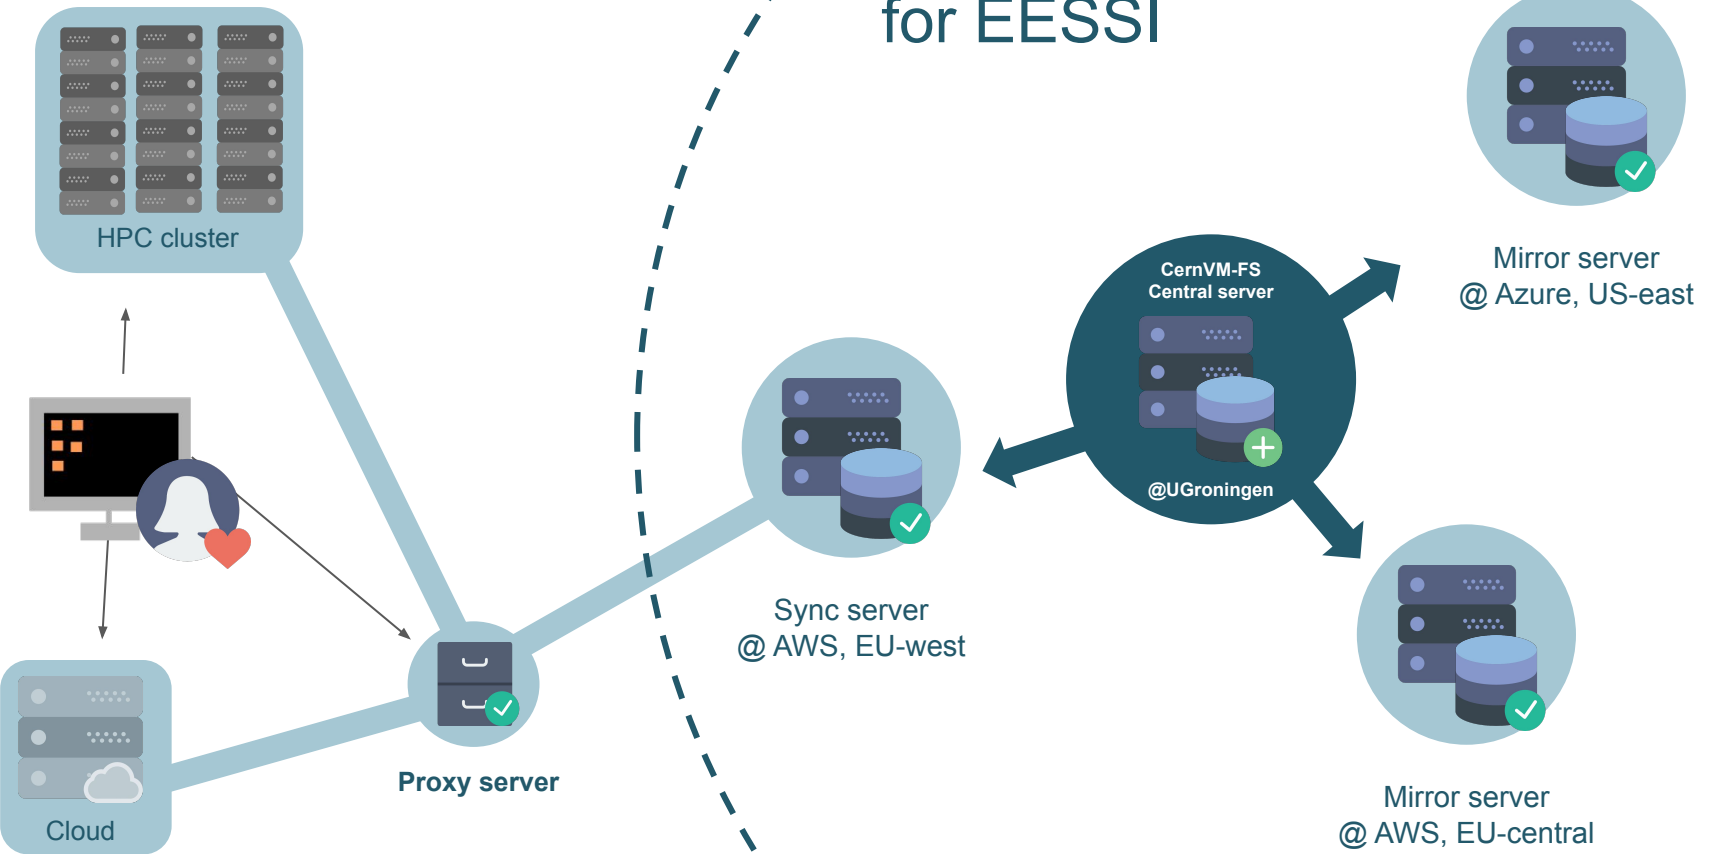 for EESSI
HPC cluster
CernVM-FS
Central server
@UGroningen
Mirror server
@ Azure, US-east
Sync server
@ AWS, EU-west
Proxy server
Cloud
Mirror server
@ AWS, EU-central